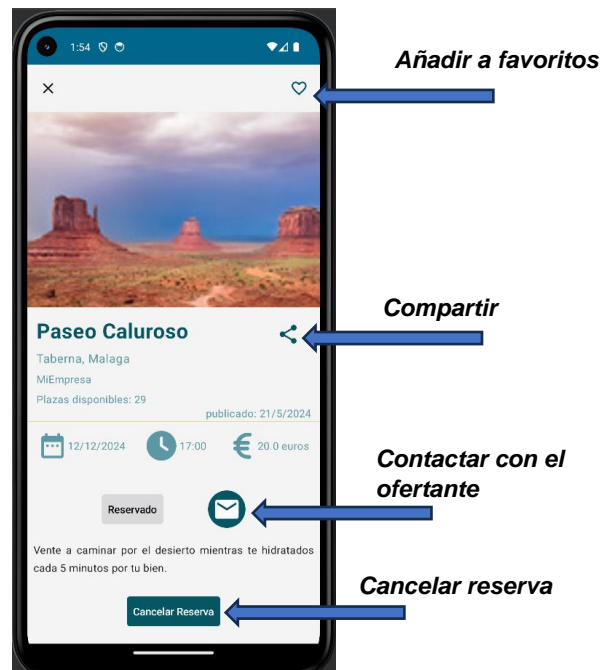 1:54
Añadir a favoritos
Paseo Caluroso
Compartir
Taberna, Malaga
MiEmpresa
Plazas disponibles: 29
publicado: 21/5/2024
12/12/2024 17:00 € 20.0 euros
Contactar con el
ofertante
Reservado
Vente a caminar por el desierto mientras te hidratados
cada 5 minutos por tu bien.
Cancelar reserva
Cancelar Reserva